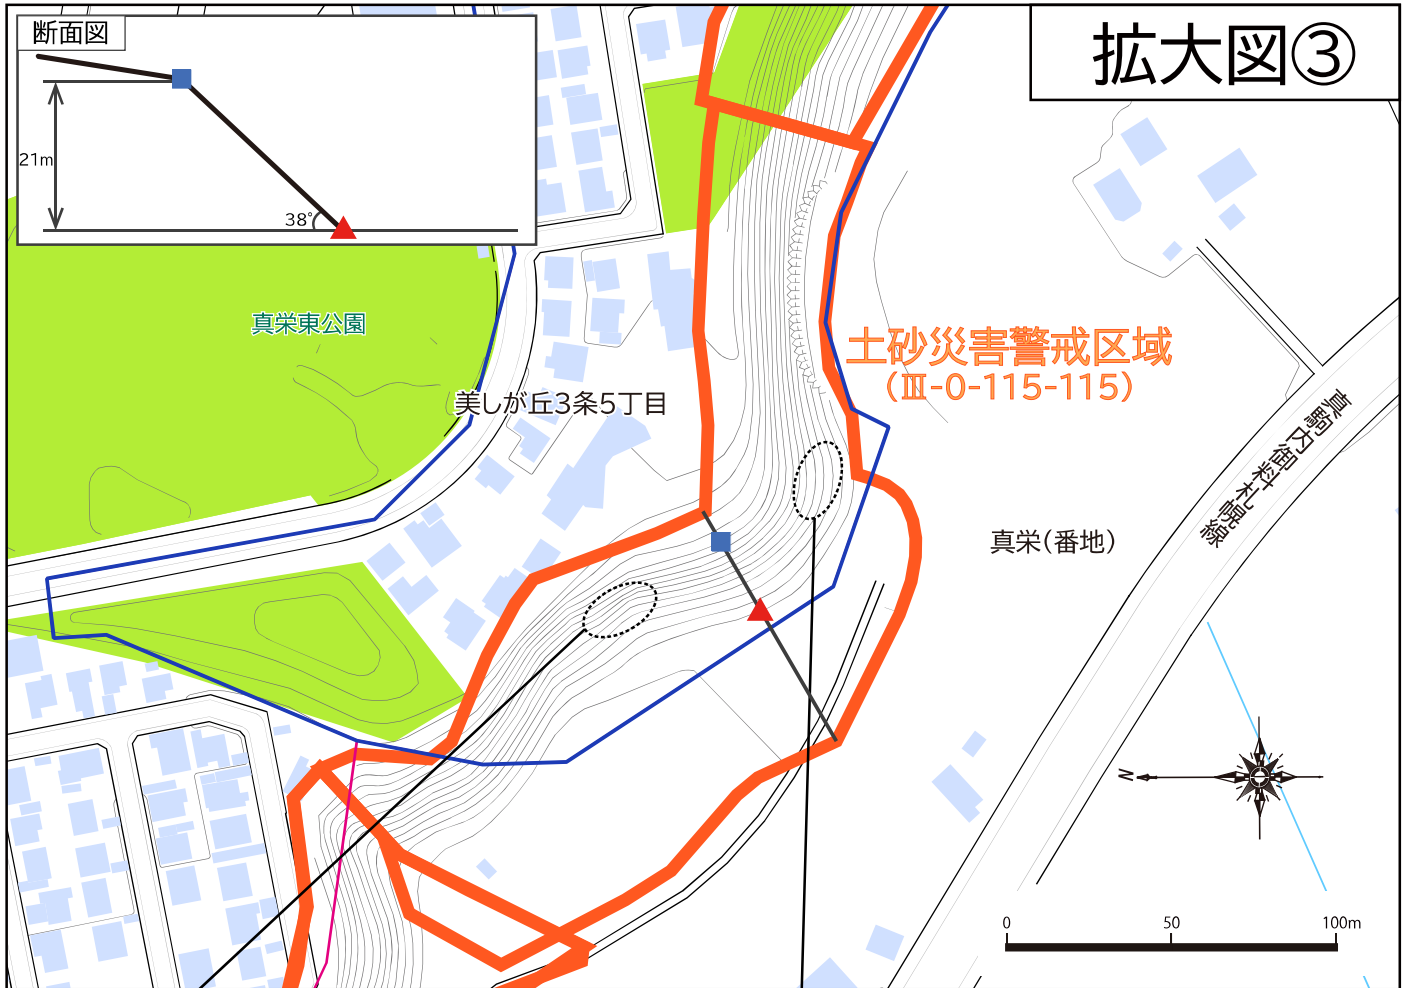 断面図
21m
38°
拡大図③
真栄東公園
美しが丘3条5丁目
土砂災害警戒区域
(Ⅲ-0-115-115)
真駒内御料札幌線
真栄(番地)
N
0 50 100m